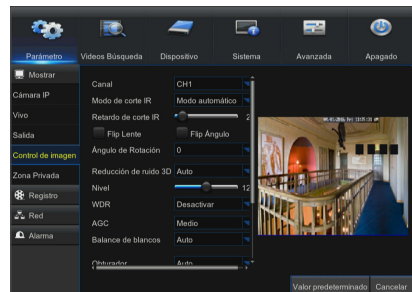 Parámetro Videos Búsqueda Dispositivo Sistema Avanzada Apagado
Mostrar
Cámara IP
Vivo
Salida
Control de imagen
Zona Privada
Registro
Red
Alarma
Canal CH1
Modo de corte IR Modo automático
Retardo de corte IR 2
Flip Lente Flip Ángulo
Ángulo de Rotación 0
Reducción de ruido 3D Auto
Nivel 12
WDR Desactivar
AGC Medio
Balance de blancos Auto
Obturador Auto
Valor predeterminado Cancelar